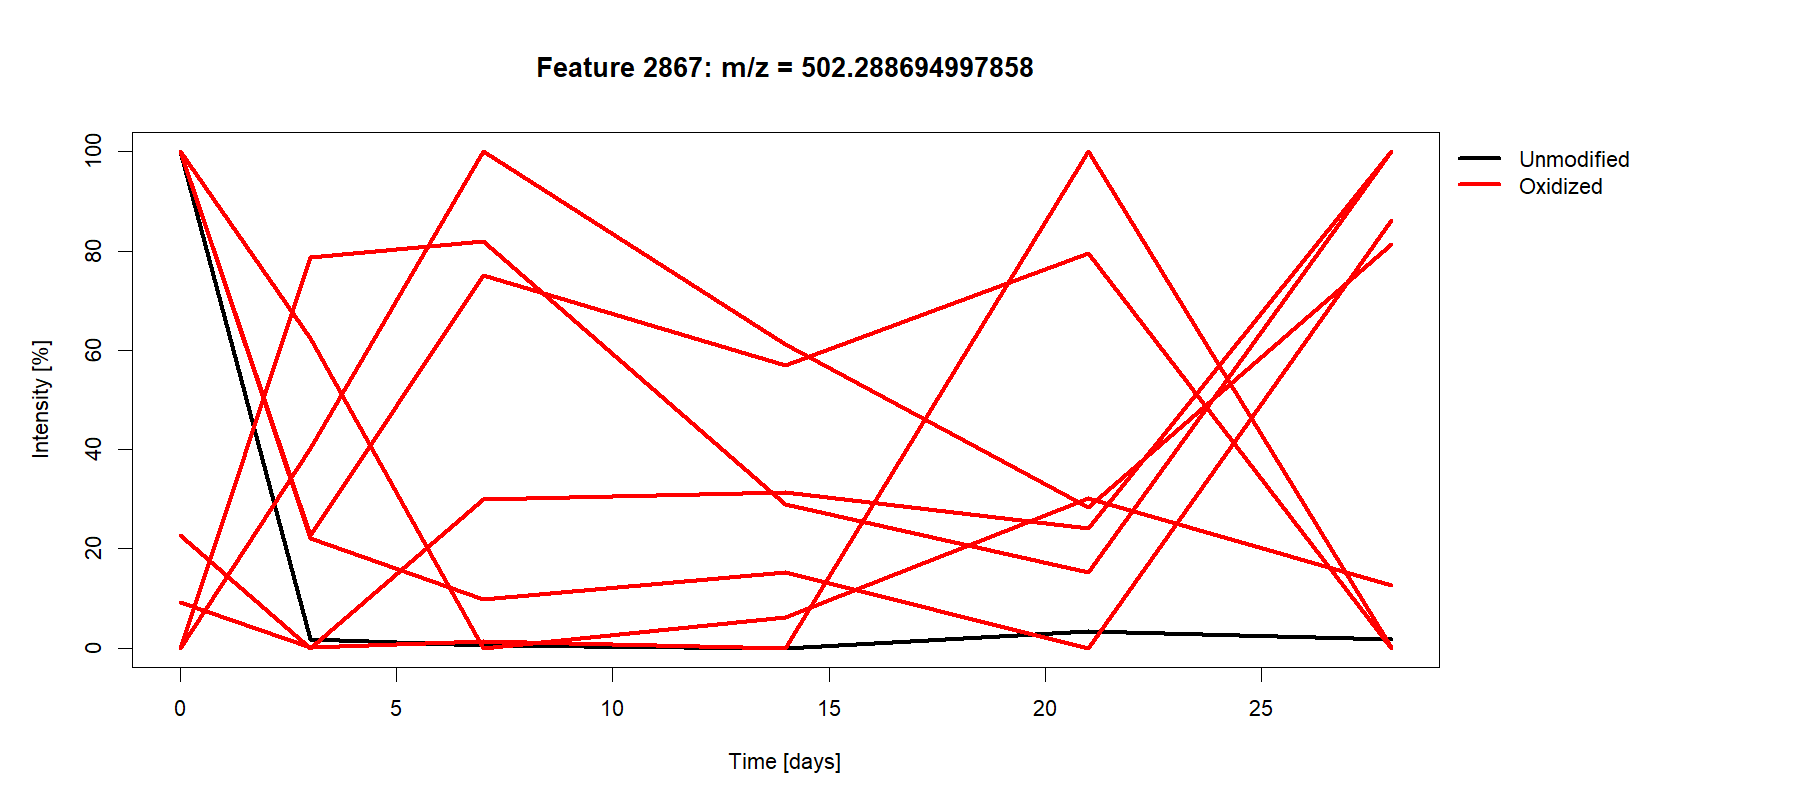 Feature 2867: m/z = 502.288694997858
Unmodified
Oxidized
Intensity [%]
100
80
60
40
20
0
0 5 10 15 20 25
Time [days]